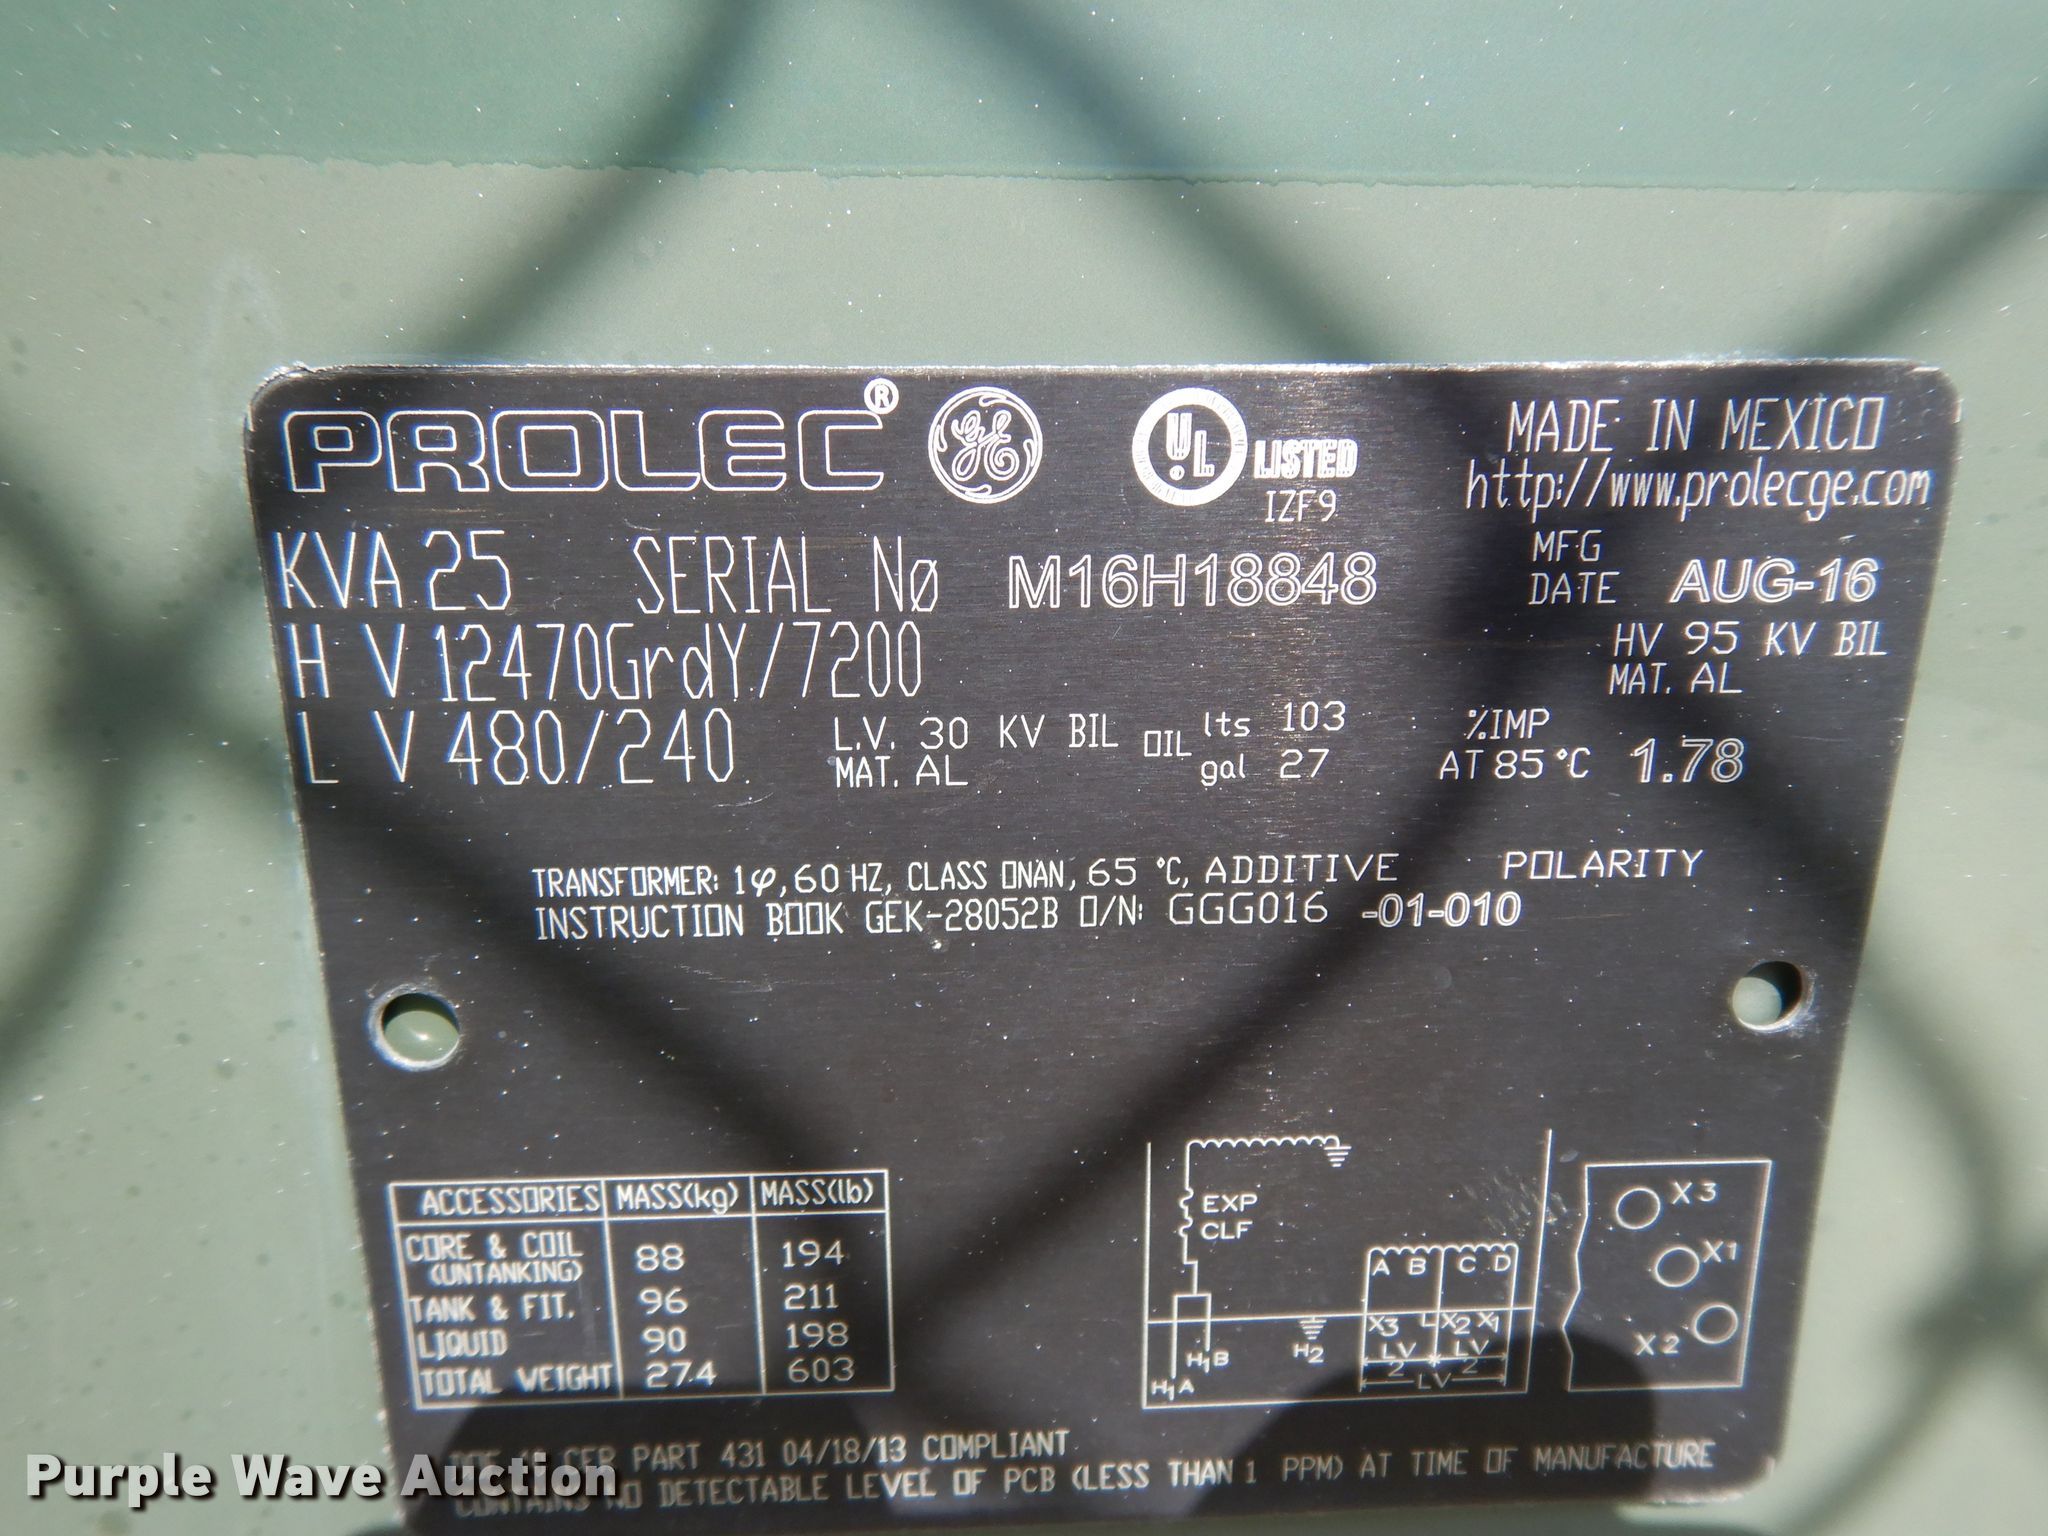 PROLEC® GE UL LISTED
IZF9
MADE IN MEXICO
http://www.prolecge.com
KVA 25 SERIAL Nø M16H18848
MFG
DATE AUG-16
H V 12470GrdY/7200
HV 95 KV BIL
MAT. AL
L V 480/240
L.V. 30 KV BIL
MAT. AL
OIL lts 103
gal 27
%IMP
AT 85 °C 1.78
TRANSFORMER: 1φ, 60 HZ, CLASS ONAN, 65 °C, ADDITIVE POLARITY
INSTRUCTION BOOK GEK-28052B O/N: GGG016 -01-010
ACCESSORIES MASS(kg) MASS(lb)
CORE & COIL
(UNTANKING) 88 194
TANK & FIT. 96 211
LIQUID 90 198
TOTAL WEIGHT 274 603
EXP
CLF
A B C D
X3 X2 X1
LV LV
2 * 2
LV
H1B
H1A
H2
X3
X1
X2
CFR PART 431 04/18/13 COMPLIANT
CONTAINS NO DETECTABLE LEVEL OF PCB (LESS THAN 1 PPM) AT TIME OF MANUFACTURE
Purple Wave Auction